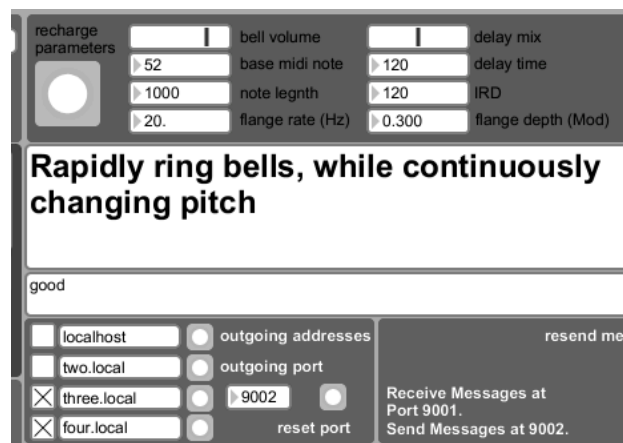 recharge
parameters
bell volume
delay mix
52
base midi note
120
delay time
1000
note legnth
120
IRD
20.
flange rate (Hz)
0.300
flange depth (Mod)
Rapidly ring bells, while continuously
changing pitch
good
localhost
outgoing addresses
two.local
outgoing port
three.local
9002
four.local
reset port
resend me
Receive Messages at
Port 9001.
Send Messages at 9002.